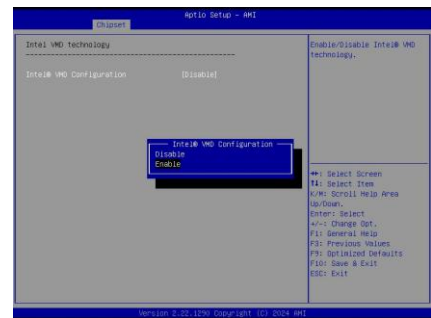 Aptio Setup - AMI
Chipset
Intel VMD technology
Intel® VMD Configuration [Disable]
Enable/Disable Intel® VMD
technology.
Intel® VMD Configuration
Disable
Enable
↔: Select Screen
↑↓: Select Item
K/M: Scroll Help Area
Up/Down.
Enter: Select
+/-: Change Opt.
F1: General Help
F3: Previous Values
F9: Optimized Defaults
F10: Save & Exit
ESC: Exit
Version 2.22.1290 Copyright (C) 2024 AMI